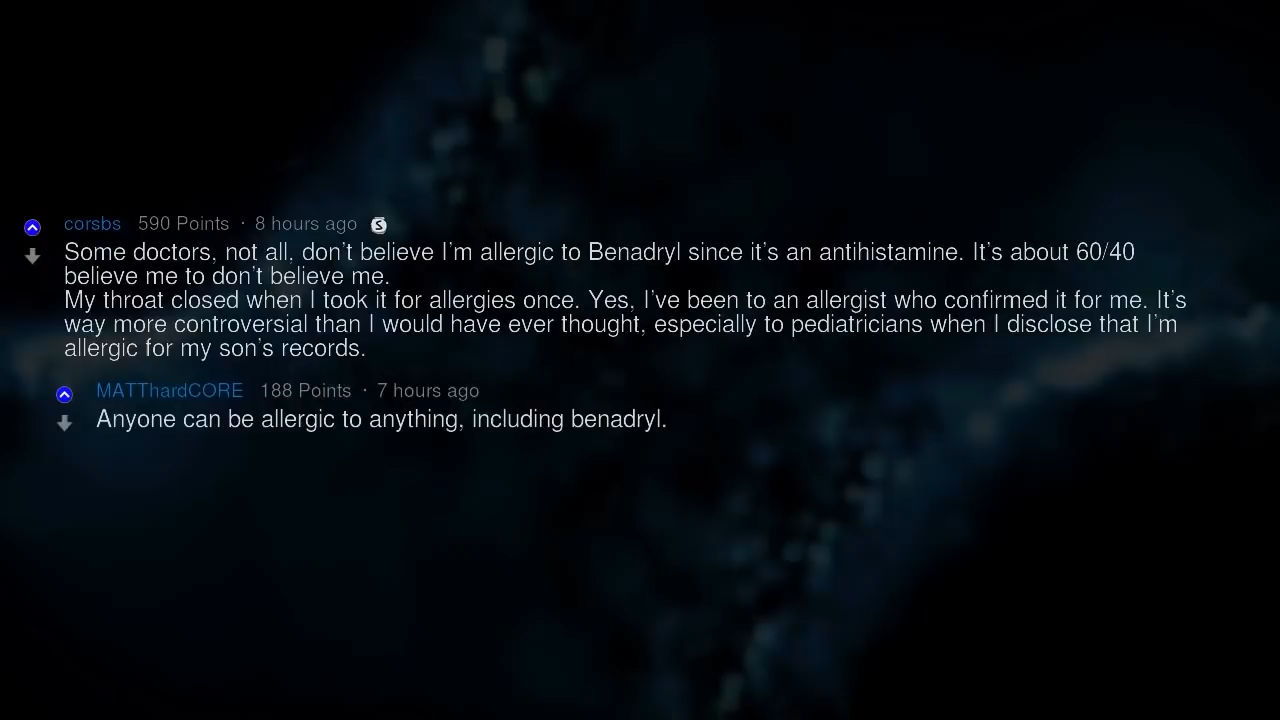 corsbs 590 Points · 8 hours ago S
Some doctors, not all, don't believe I'm allergic to Benadryl since it's an antihistamine. It's about 60/40
believe me to don't believe me.
My throat closed when I took it for allergies once. Yes, I've been to an allergist who confirmed it for me. It's
way more controversial than I would have ever thought, especially to pediatricians when I disclose that I'm
allergic for my son's records.
MATThardCORE 188 Points · 7 hours ago
Anyone can be allergic to anything, including benadryl.